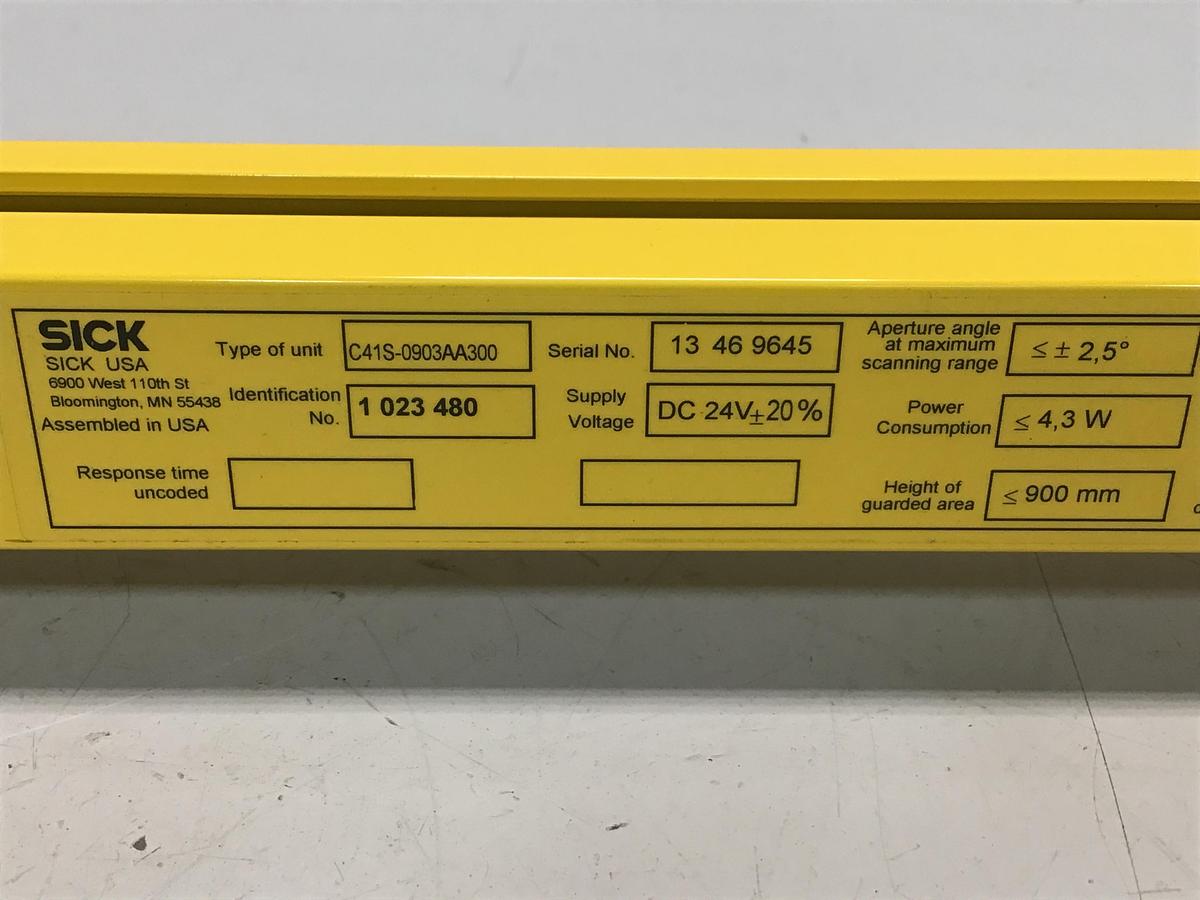 SICK
SICK USA
6900 West 110th St
Bloomington, MN 55438
Assembled in USA
Type of unit C41S-0903AA300
Identification No. 1 023 480
Response time uncoded
Serial No. 13 46 9645
Supply Voltage DC 24V±20%
Aperture angle at maximum scanning range ≤ ± 2,5°
Power Consumption ≤ 4,3 W
Height of guarded area ≤ 900 mm